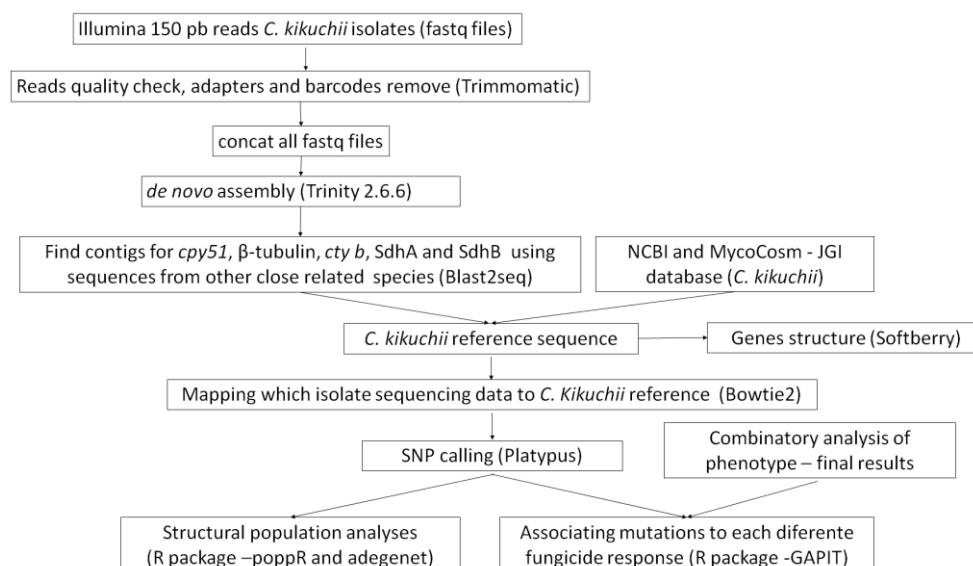 Illumina 150 pb reads C. kikuchii isolates (fastq files)
Reads quality check, adapters and barcodes remove (Trimmomatic)
concat all fastq files
de novo assembly (Trinity 2.6.6)
Find contigs for cpy51, β-tubulin, cty b, SdhA and SdhB using
sequences from other close related species (Blast2seq)
NCBI and MycoCosm - JGI
database (C. kikuchii)
C. kikuchii reference sequence
Genes structure (Softberry)
Mapping which isolate sequencing data to C. Kikuchii reference (Bowtie2)
SNP calling (Platypus)
Combinatory analysis of
phenotype – final results
Structural population analyses
(R package –poppR and adegenet)
Associating mutations to each diferente
fungicide response (R package -GAPIT)